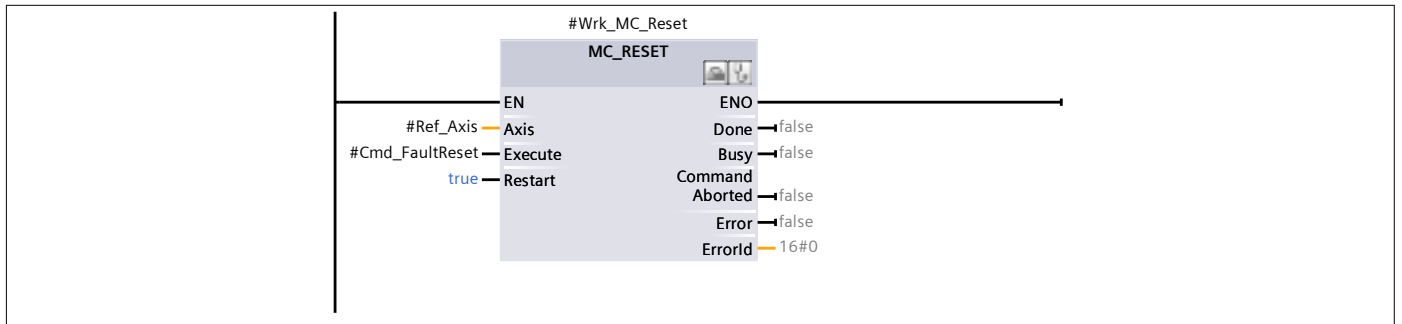 #Wrk_MC_Reset
MC_RESET
EN ENO
#Ref_Axis Axis Done false
#Cmd_FaultReset Execute Busy false
true Restart Command
Aborted false
Error false
ErrorId 16#0